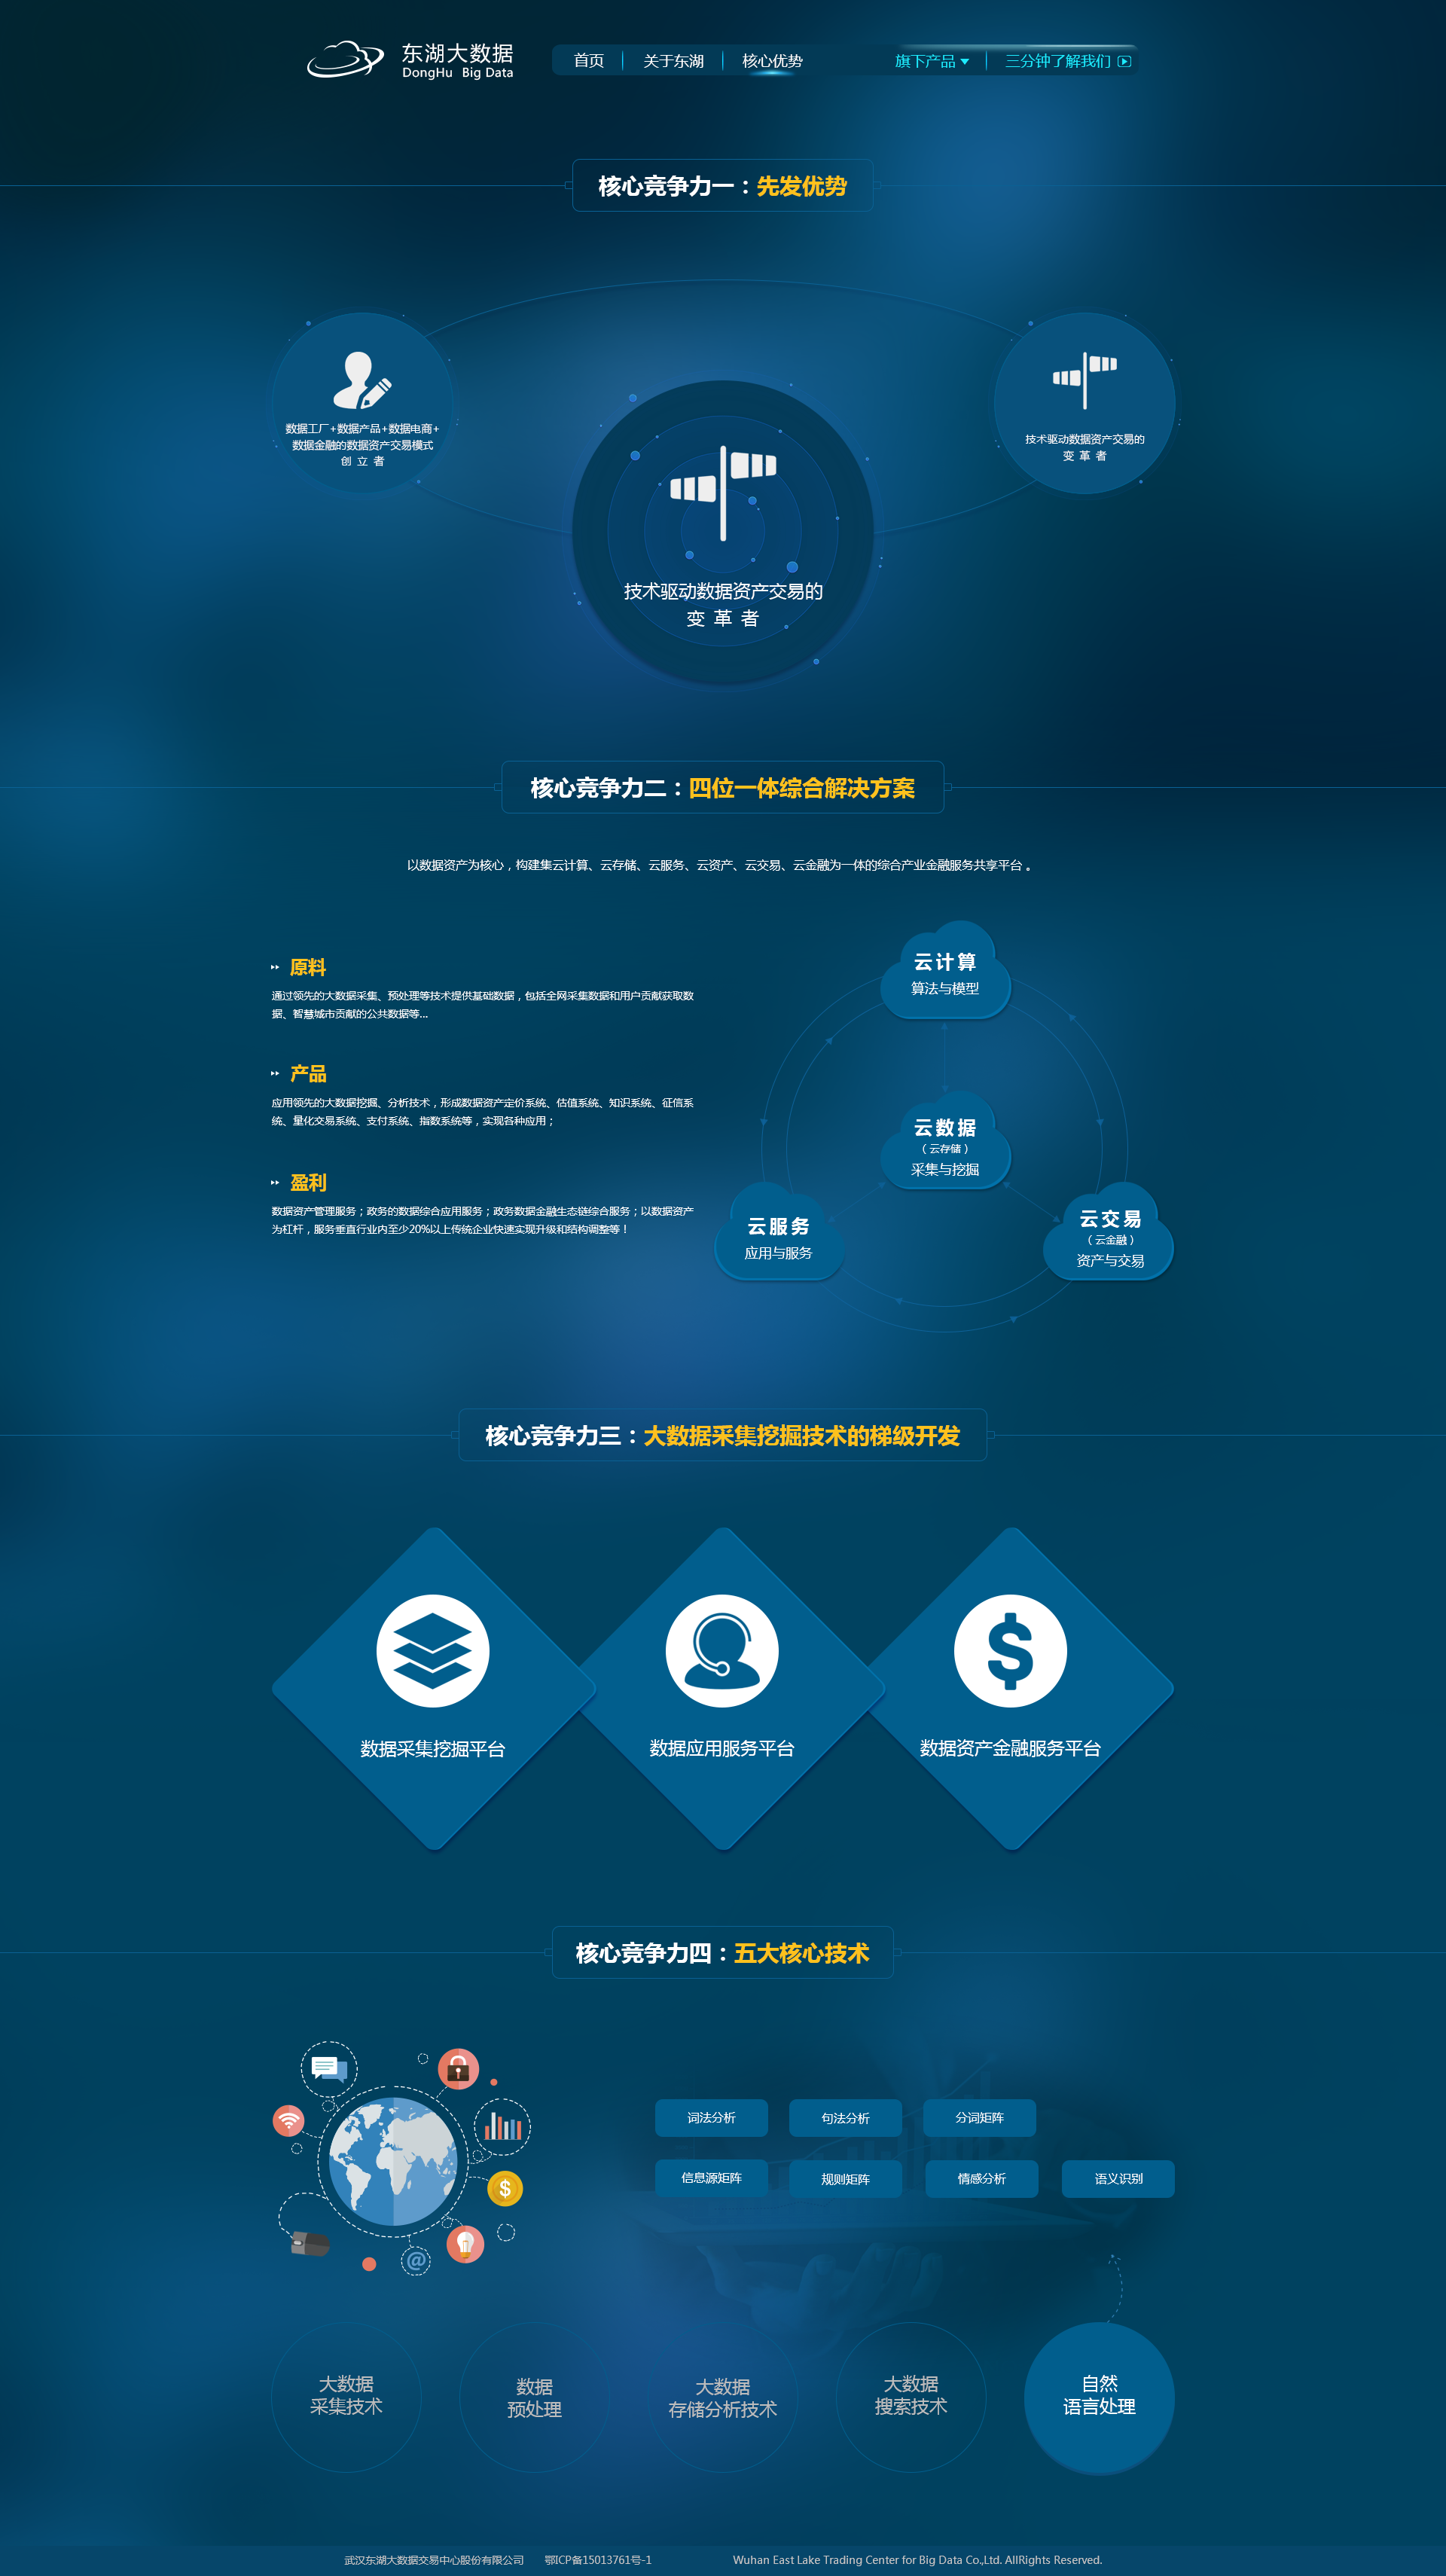 东湖大数据
DongHu Big Data
首页
关于东湖
核心优势
旗下产品
三分钟了解我们
核心竞争力一：先发优势
数据工厂+数据产品+数据电商+
数据金融的数据资产交易模式
创 立 者
技术驱动数据资产交易的
变 革 者
技术驱动数据资产交易的
变 革 者
核心竞争力二：四位一体综合解决方案
以数据资产为核心，构建集云计算、云存储、云服务、云资产、云交易、云金融为一体的综合产业金融服务共享平台 。
原料
通过领先的大数据采集、预处理等技术提供基础数据，包括全网采集数据和用户贡献获取数
据、智慧城市贡献的公共数据等...
产品
应用领先的大数据挖掘、分析技术，形成数据资产定价系统、估值系统、知识系统、征信系
统、量化交易系统、支付系统、指数系统等，实现各种应用；
盈利
数据资产管理服务；政务的数据综合应用服务；政务数据金融生态链综合服务；以数据资产
为杠杆，服务垂直行业内至少20%以上传统企业快速实现升级和结构调整等！
云计算
算法与模型
云数据
（云存储）
采集与挖掘
云服务
应用与服务
云交易
（云金融）
资产与交易
核心竞争力三：大数据采集挖掘技术的梯级开发
数据采集挖掘平台
数据应用服务平台
数据资产金融服务平台
核心竞争力四：五大核心技术
词法分析
句法分析
分词矩阵
信息源矩阵
规则矩阵
情感分析
语义识别
大数据
采集技术
数据
预处理
大数据
存储分析技术
大数据
搜索技术
自然
语言处理
武汉东湖大数据交易中心股份有限公司 鄂ICP备15013761号-1 Wuhan East Lake Trading Center for Big Data Co.,Ltd. AllRights Reserved.